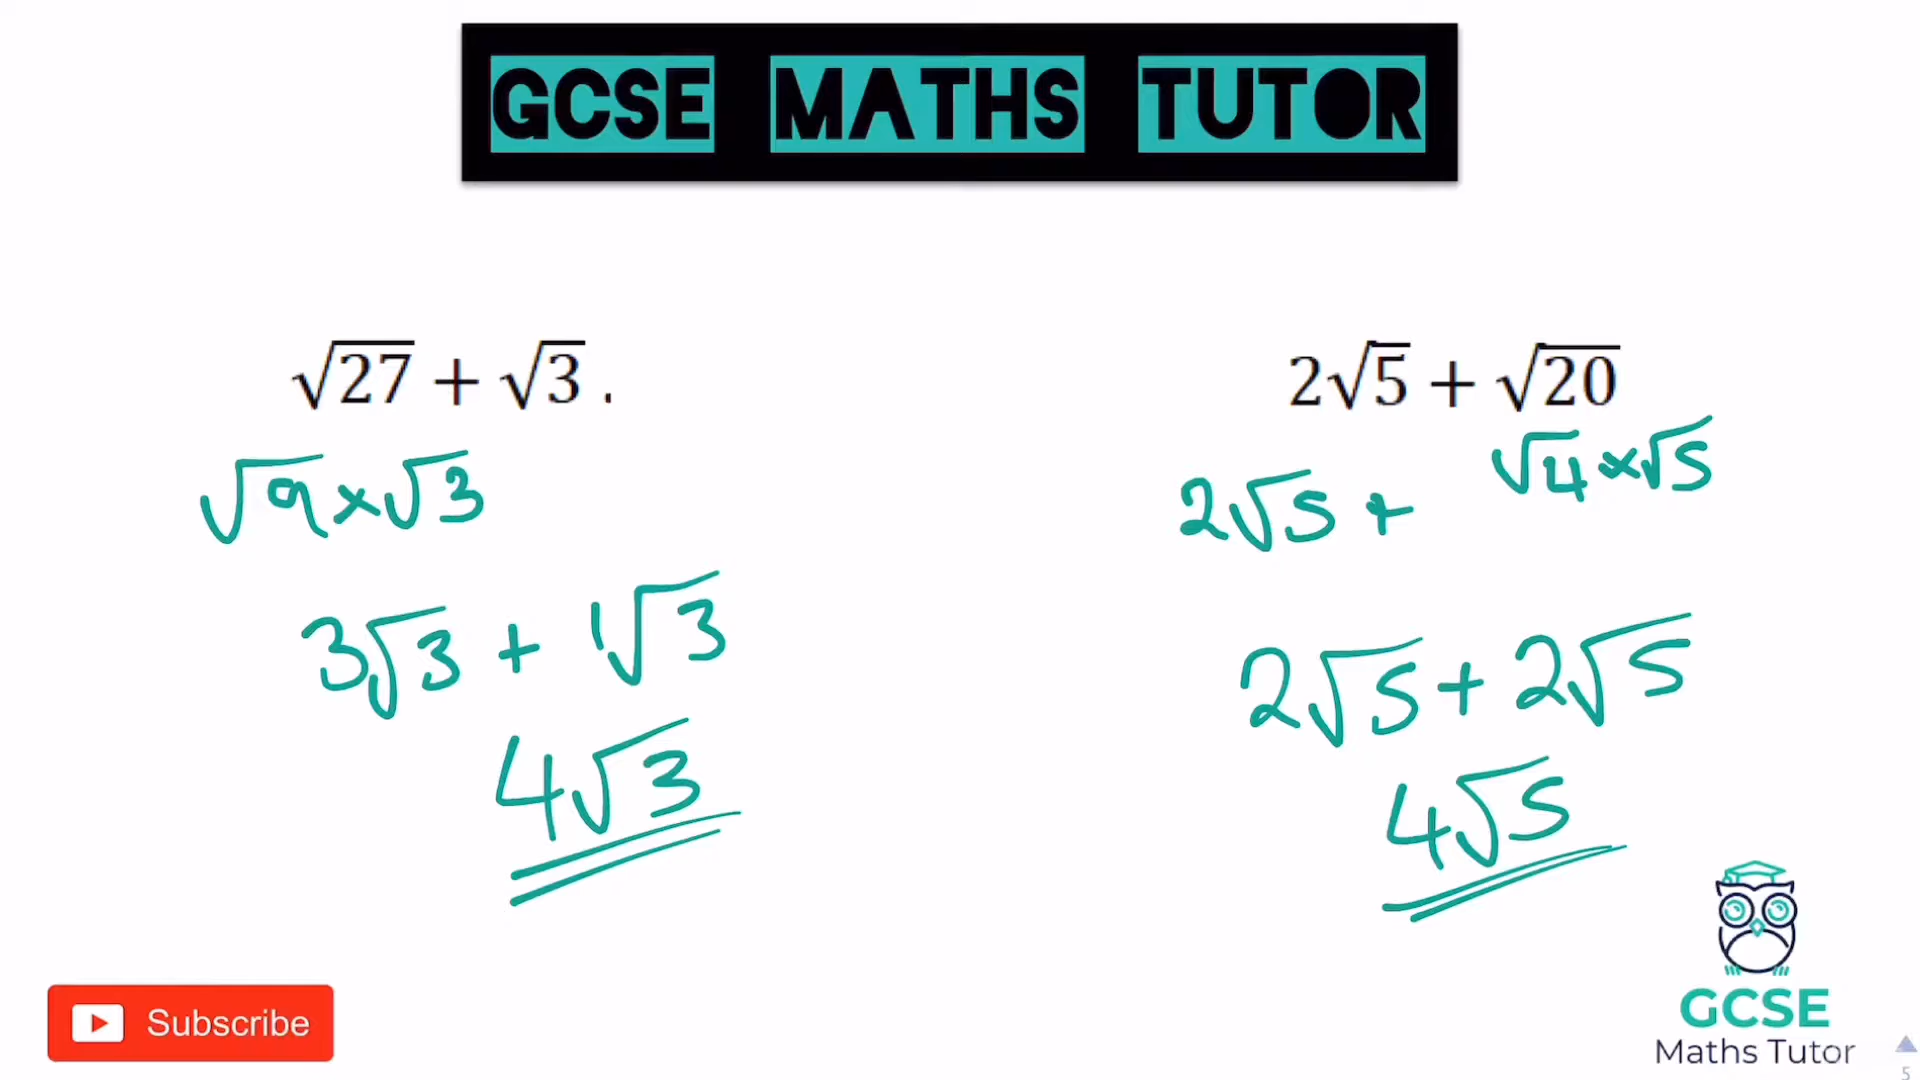 GCSE MATHS TUTOR
√27 + √3 .
√9 × √3
3√3 + 1√3
4√3
2√5 + √20
2√5 + √4 × √5
2√5 + 2√5
4√5
Subscribe
GCSE
Maths Tutor
5